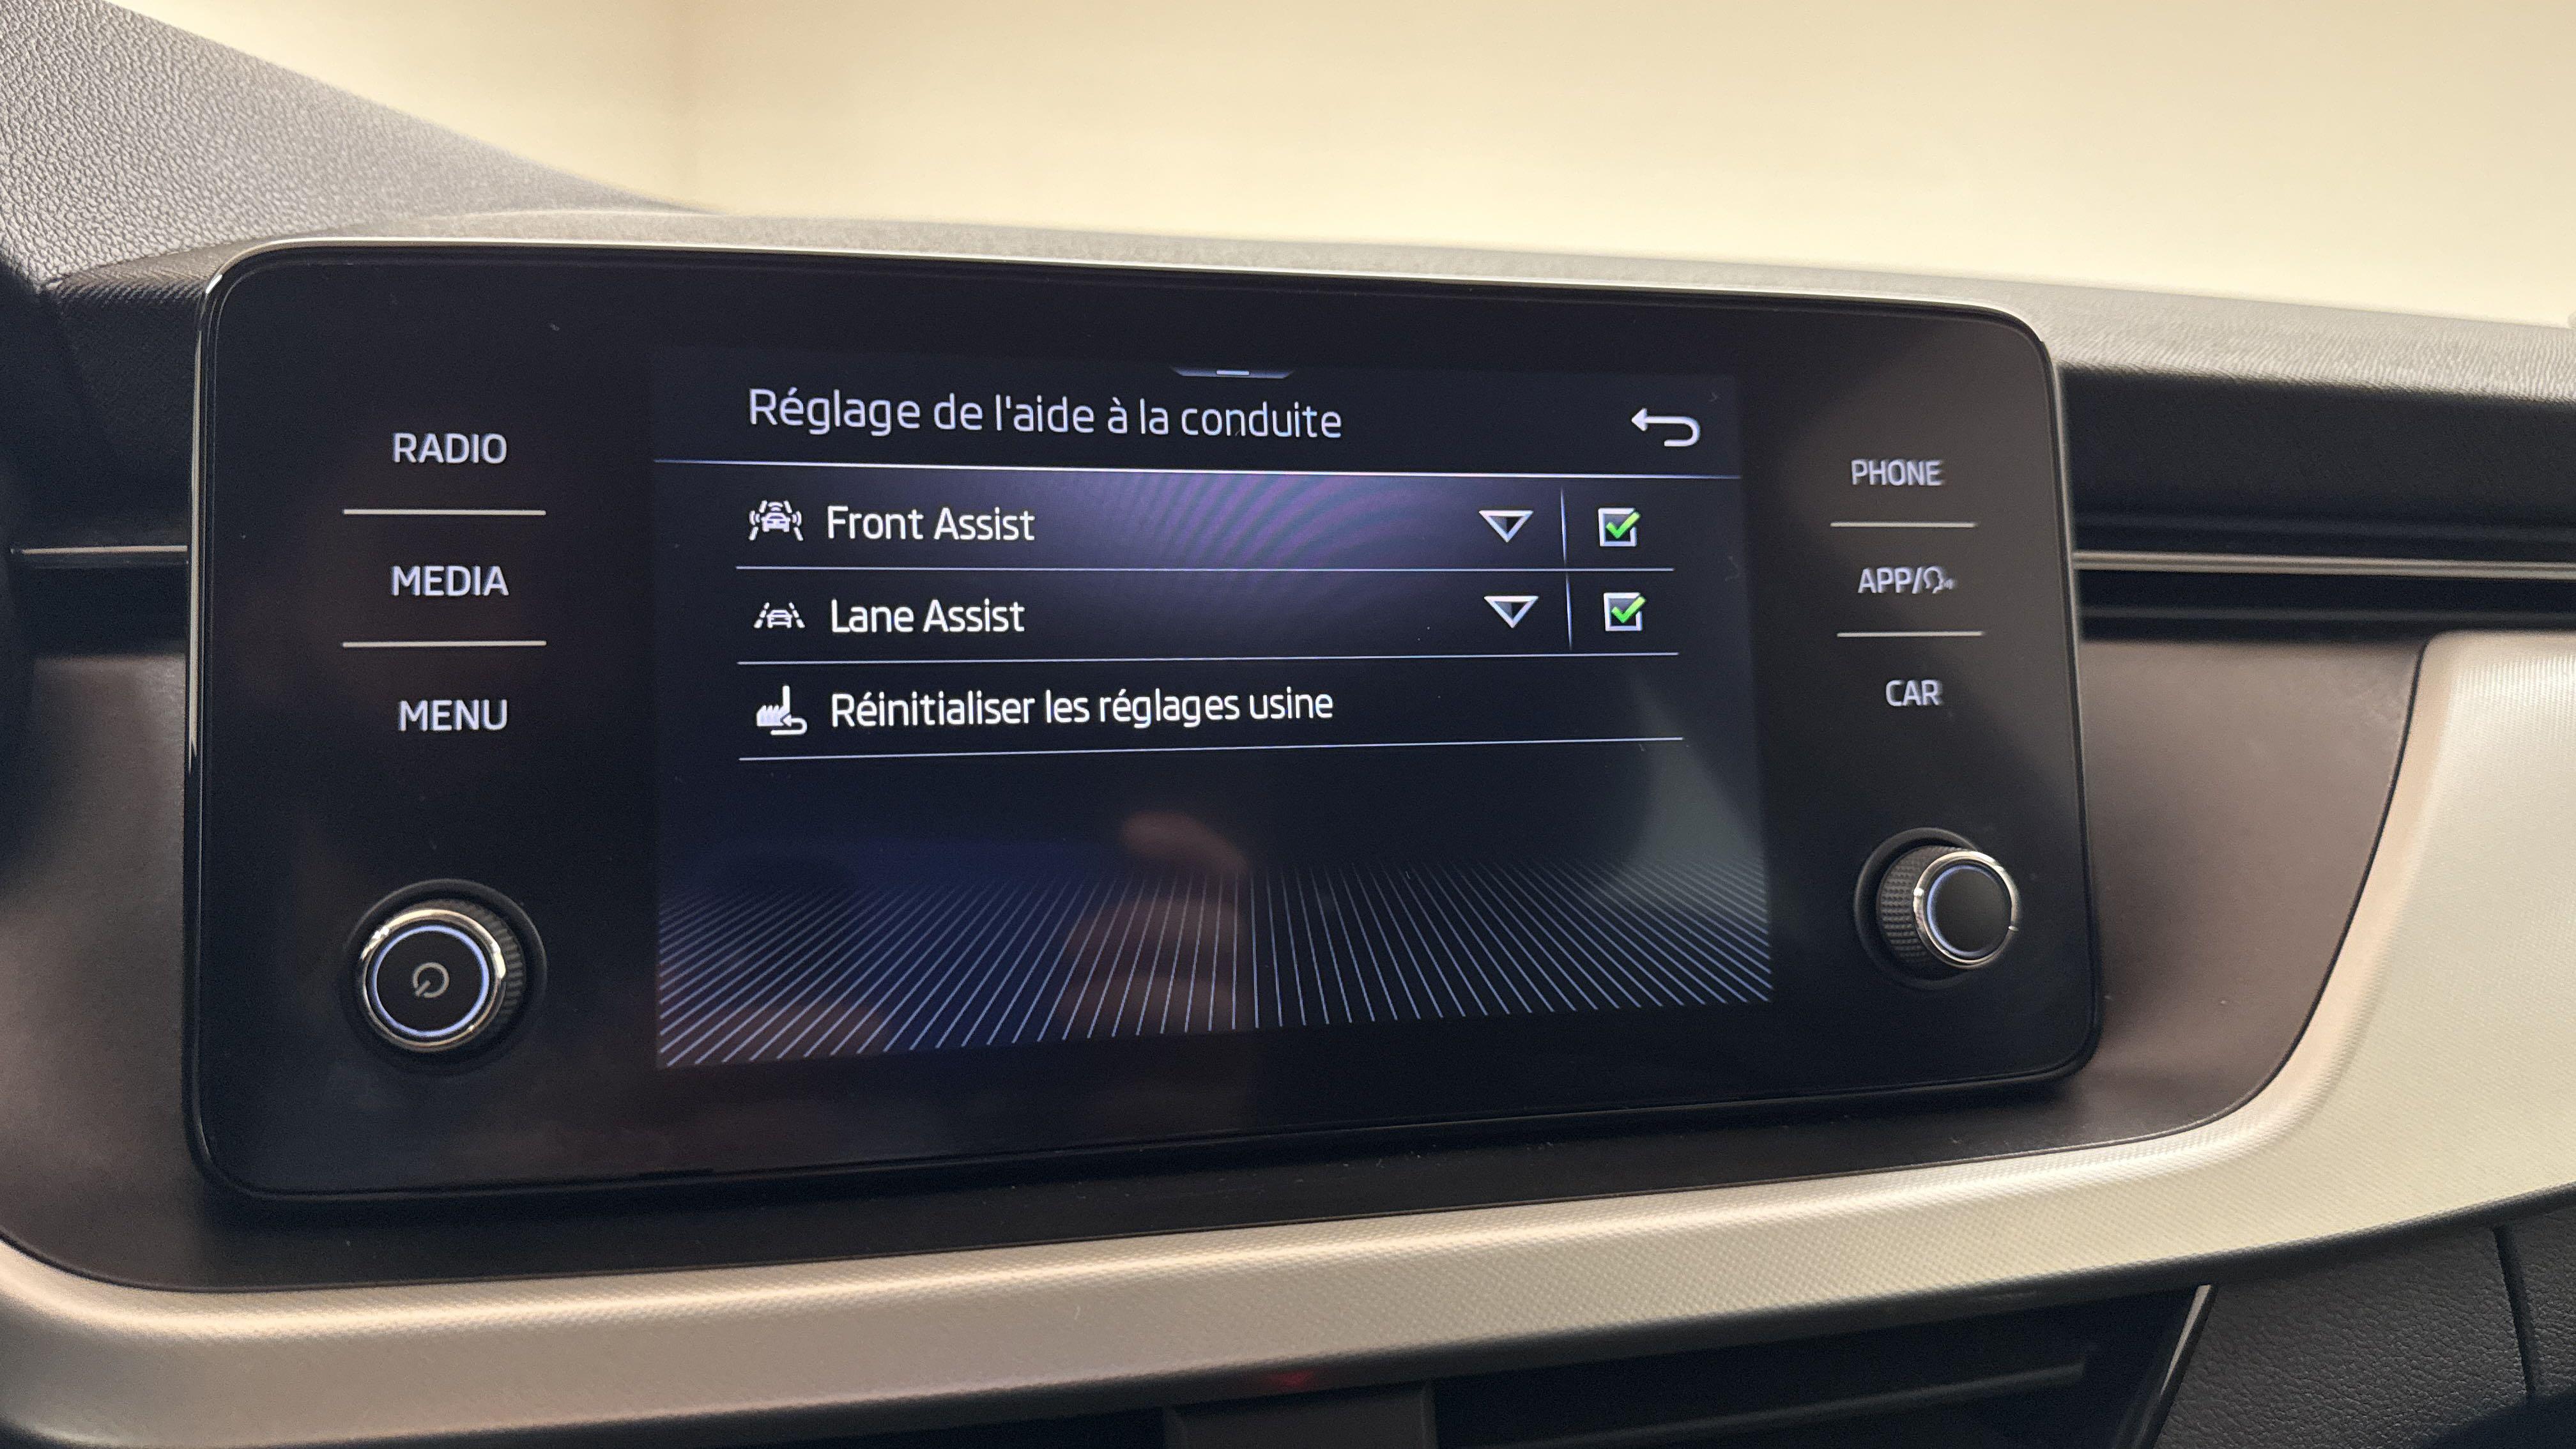 Réglage de l'aide à la conduite
RADIO
MEDIA
MENU
Front Assist
Lane Assist
Réinitialiser les réglages usine
PHONE
APP/
CAR